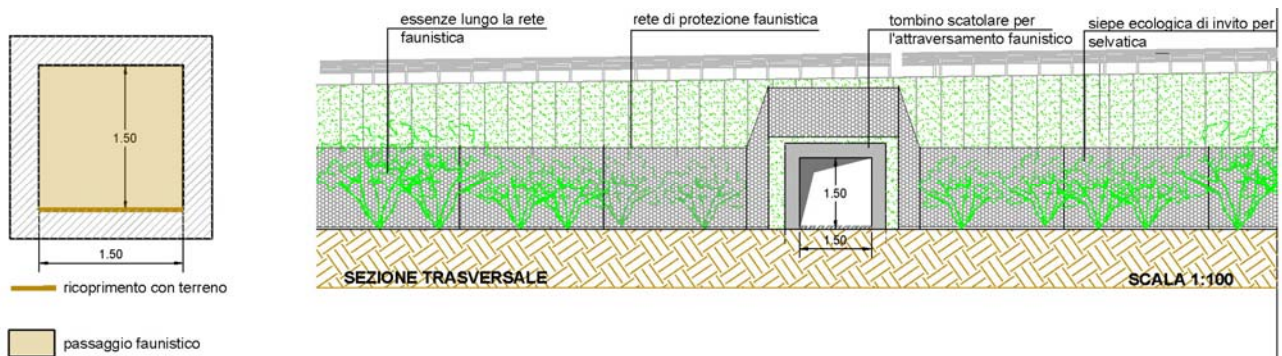 1.50
1.50
ricoprimento con terreno
passaggio faunistico
essenze lungo la rete
faunistica
rete di protezione faunistica
tombino scatolare per
l'attraversamento faunistico
siepe ecologica di invito per
selvatica
1.50
1.50
SEZIONE TRASVERSALE
SCALA 1:100